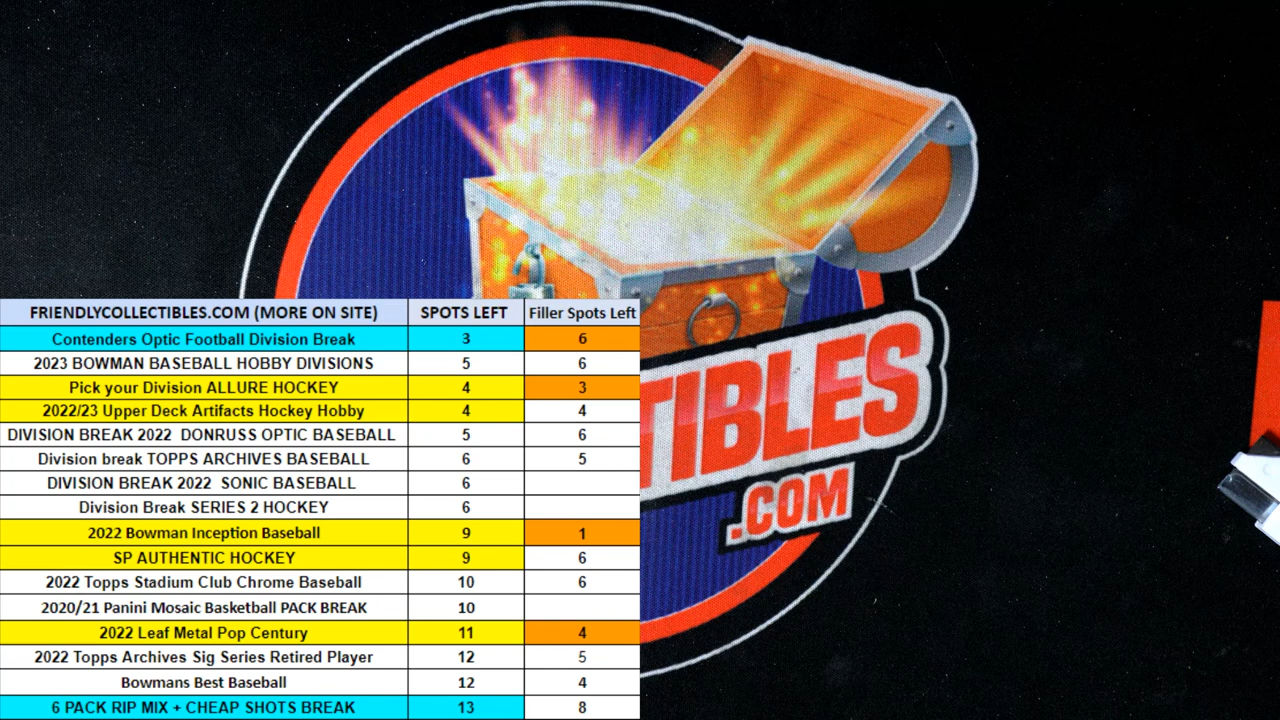 FRIENDLYCOLLECTIBLES.COM (MORE ON SITE) SPOTS LEFT Filler Spots Left
Contenders Optic Football Division Break 3 6
2023 BOWMAN BASEBALL HOBBY DIVISIONS 5 6
Pick your Division ALLURE HOCKEY 4 3
2022/23 Upper Deck Artifacts Hockey Hobby 4 4
DIVISION BREAK 2022 DONRUSS OPTIC BASEBALL 5 6
Division break TOPPS ARCHIVES BASEBALL 6 5
DIVISION BREAK 2022 SONIC BASEBALL 6
Division Break SERIES 2 HOCKEY 6
2022 Bowman Inception Baseball 9 1
SP AUTHENTIC HOCKEY 9 6
2022 Topps Stadium Club Chrome Baseball 10 6
2020/21 Panini Mosaic Basketball PACK BREAK 10
2022 Leaf Metal Pop Century 11 4
2022 Topps Archives Sig Series Retired Player 12 5
Bowmans Best Baseball 12 4
6 PACK RIP MIX + CHEAP SHOTS BREAK 13 8
TIBLES
.COM